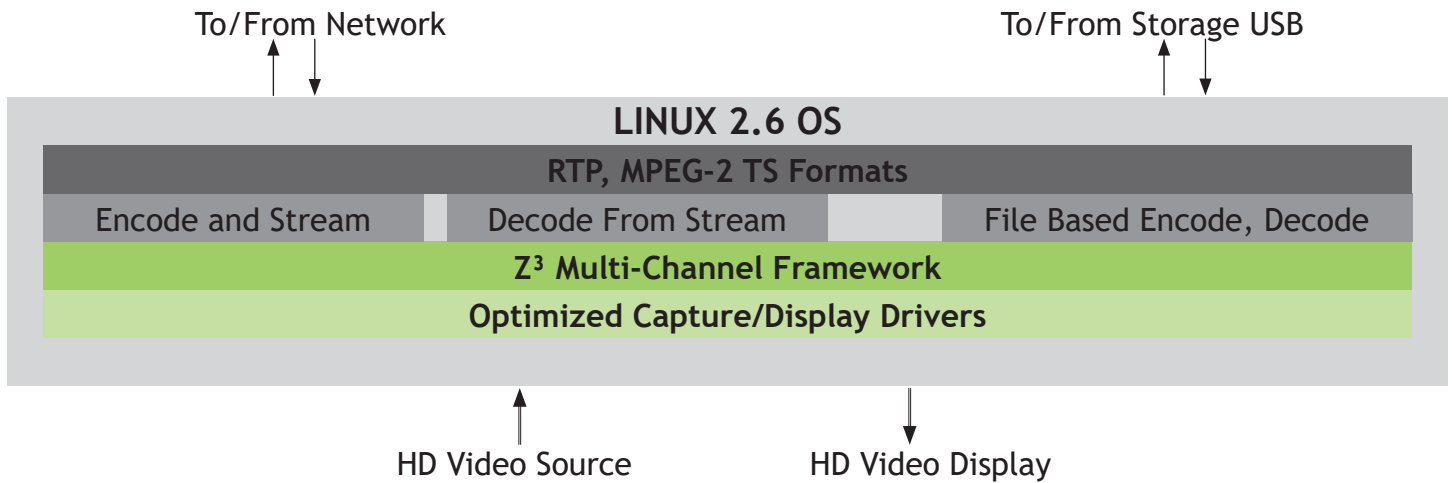 To/From Network
To/From Storage USB
LINUX 2.6 OS
RTP, MPEG-2 TS Formats
Encode and Stream
Decode From Stream
File Based Encode, Decode
Z³ Multi-Channel Framework
Optimized Capture/Display Drivers
HD Video Source
HD Video Display